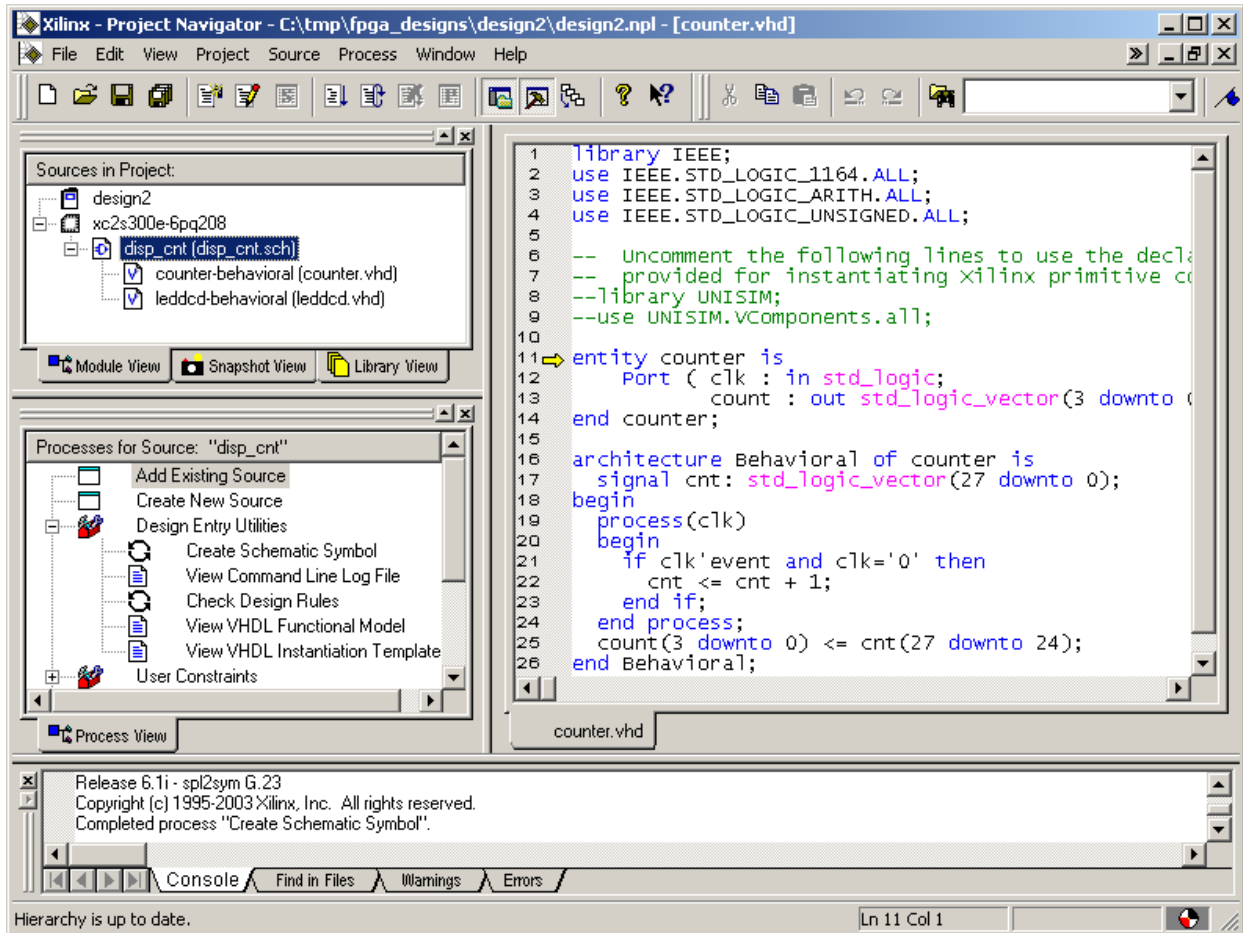 Xilinx - Project Navigator - C:\tmp\fpga_designs\design2\design2.npl - [counter.vhd]
File Edit View Project Source Process Window Help
Sources in Project:
design2
xc2s300e-6pq208
disp_cnt (disp_cnt.sch)
counter-behavioral (counter.vhd)
leddcd-behavioral (leddcd.vhd)
Module View Snapshot View Library View
Processes for Source: "disp_cnt"
Add Existing Source
Create New Source
Design Entry Utilities
Create Schematic Symbol
View Command Line Log File
Check Design Rules
View VHDL Functional Model
View VHDL Instantiation Template
User Constraints
Process View
1 library IEEE;
2 use IEEE.STD_LOGIC_1164.ALL;
3 use IEEE.STD_LOGIC_ARITH.ALL;
4 use IEEE.STD_LOGIC_UNSIGNED.ALL;
5
6 -- Uncomment the following lines to use the decla
7 -- provided for instantiating Xilinx primitive co
8 --library UNISIM;
9 --use UNISIM.VComponents.all;
10
11 entity counter is
12 Port ( clk : in std_logic;
13 count : out std_logic_vector(3 downto 0
14 end counter;
15
16 architecture Behavioral of counter is
17 signal cnt: std_logic_vector(27 downto 0);
18 begin
19 process(clk)
20 begin
21 if clk'event and clk='0' then
22 cnt <= cnt + 1;
23 end if;
24 end process;
25 count(3 downto 0) <= cnt(27 downto 24);
26 end Behavioral;
counter.vhd
Release 6.1i - spl2sym G.23
Copyright (c) 1995-2003 Xilinx, Inc. All rights reserved.
Completed process "Create Schematic Symbol".
Console Find in Files Warnings Errors
Hierarchy is up to date. Ln 11 Col 1